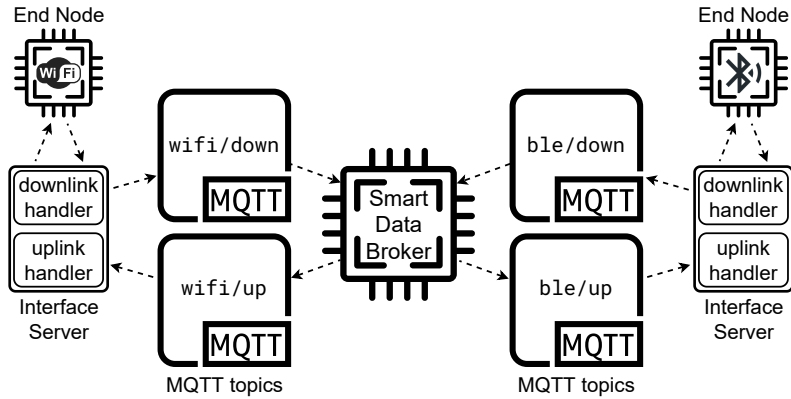 End Node
End Node
Wi Fi
wifi/down
ble/down
downlink
handler
MQTT
Smart
Data
Broker
MQTT
downlink
handler
uplink
handler
wifi/up
ble/up
uplink
handler
Interface
Server
MQTT
MQTT
Interface
Server
MQTT topics
MQTT topics